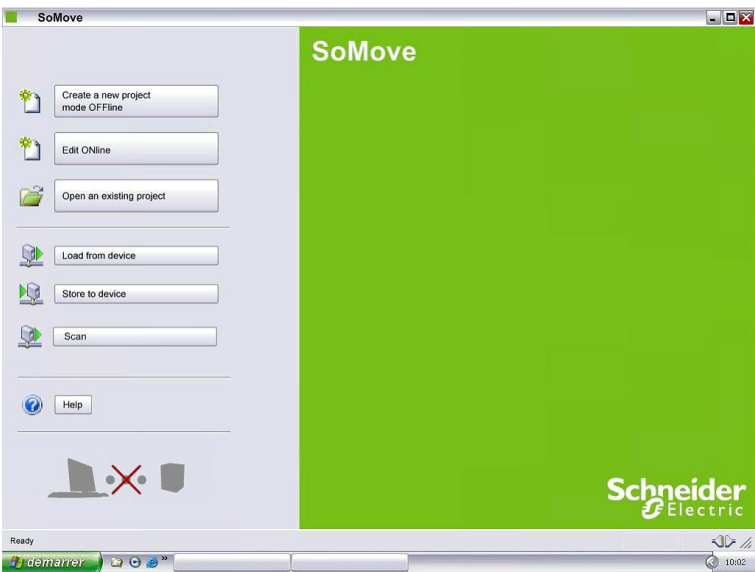 SoMove
SoMove
Create a new project
mode OFFline
Edit ONline
Open an existing project
Load from device
Store to device
Scan
Help
Schneider
Electric
Ready
démarrer
10:02